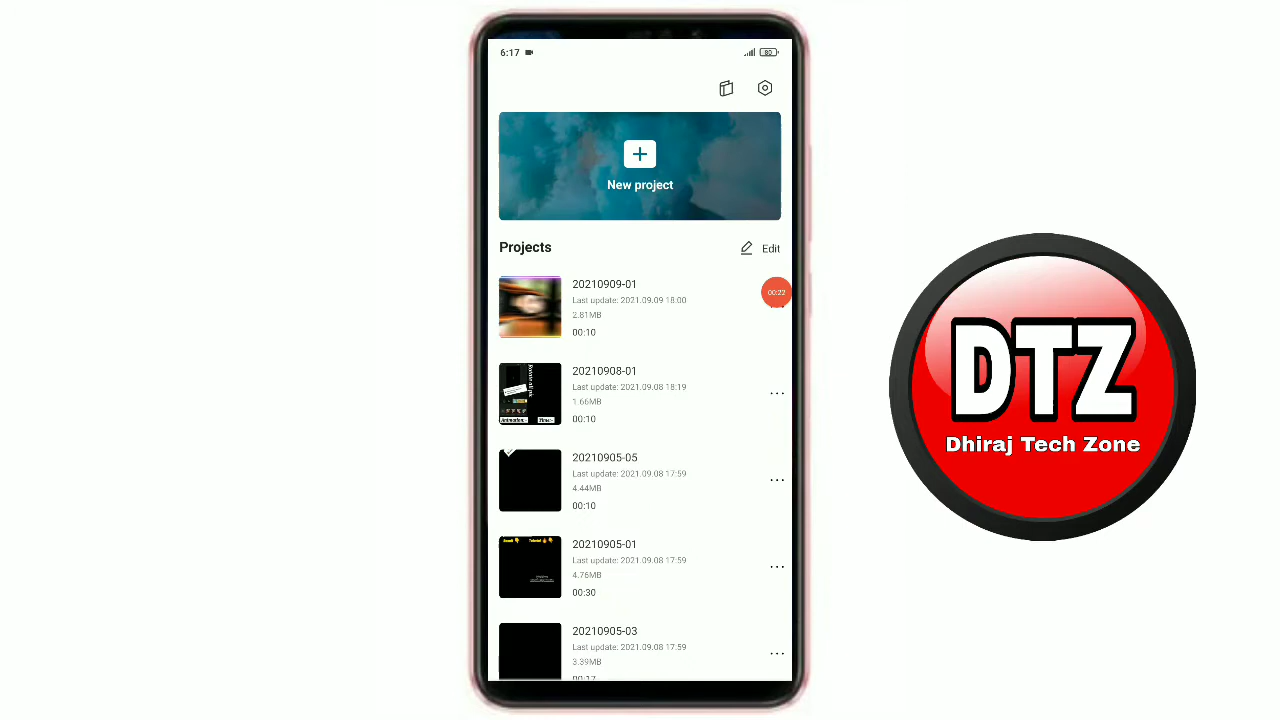 6:17
80
New project
Projects
Edit
20210909-01
Last update: 2021.09.09 18.00
2.81MB
00:10
00:22
20210908-01
Last update: 2021.09.08 18:19
1.66MB
00:10
20210905-05
Last update: 2021.09.08 17:59
4.44MB
00:10
20210905-01
Last update: 2021.09.08 17:59
4.76MB
00:30
20210905-03
Last update: 2021.09.08 17:59
3.39MB
00:17
DTZ
Dhiraj Tech Zone